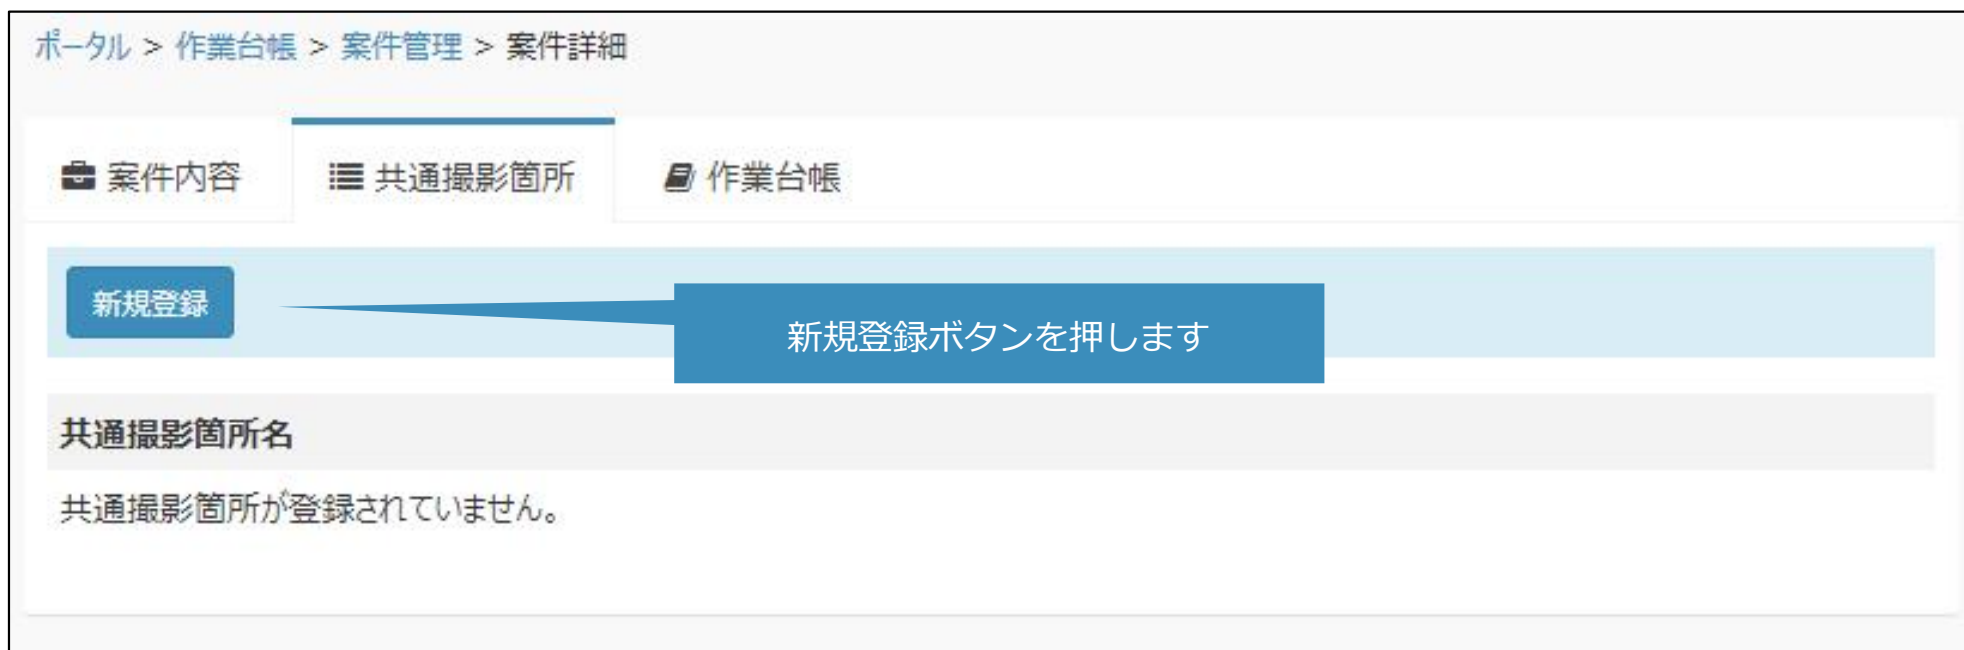 ポータル > 作業台帳 > 案件管理 > 案件詳細
案件内容 共通撮影箇所 作業台帳
新規登録
新規登録ボタンを押します
共通撮影箇所名
共通撮影箇所が登録されていません。